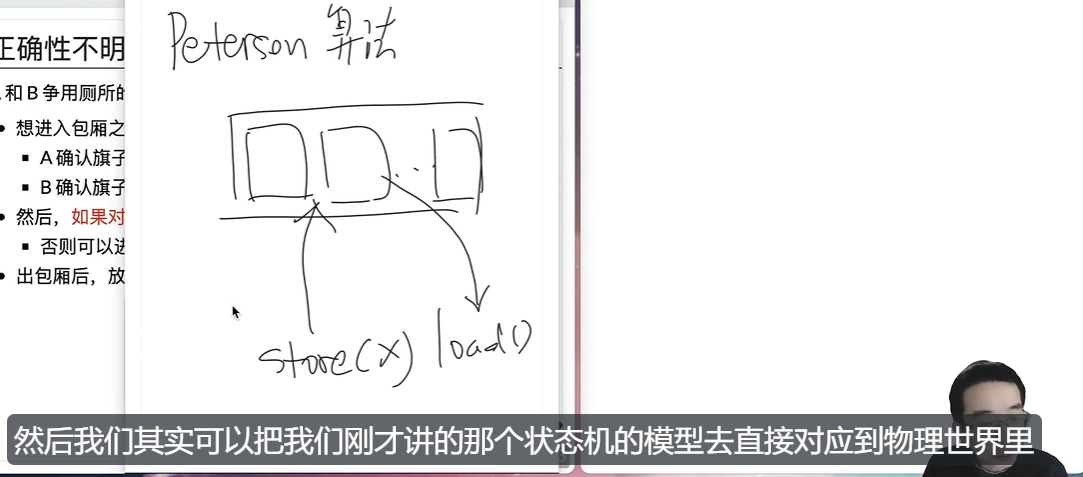 Peterson 算法
正确性不明
和 B 争用厕所的
想进入包厢之
A 确认旗子
B 确认旗子
然后，如果对
否则可以进
出包厢后，放
store(x) load()
然后我们其实可以把我们刚才讲的那个状态机的模型去直接对应到物理世界里